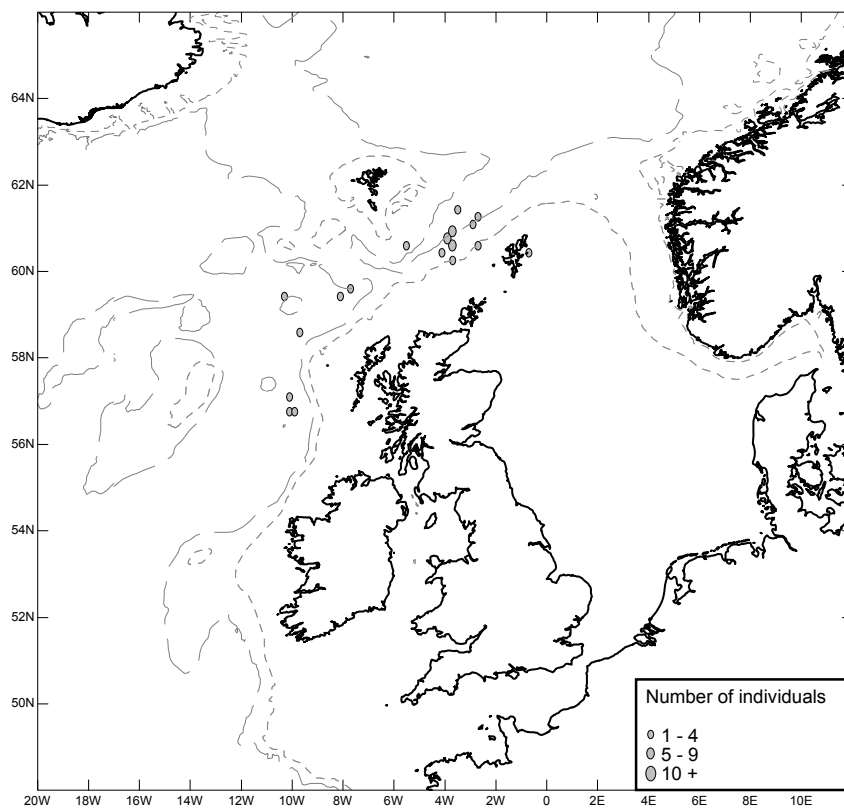 64N
62N
60N
58N
56N
54N
52N
50N
Number of individuals
1 - 4
5 - 9
10 +
20W 18W 16W 14W 12W 10W 8W 6W 4W 2W 0 2E 4E 6E 8E 10E